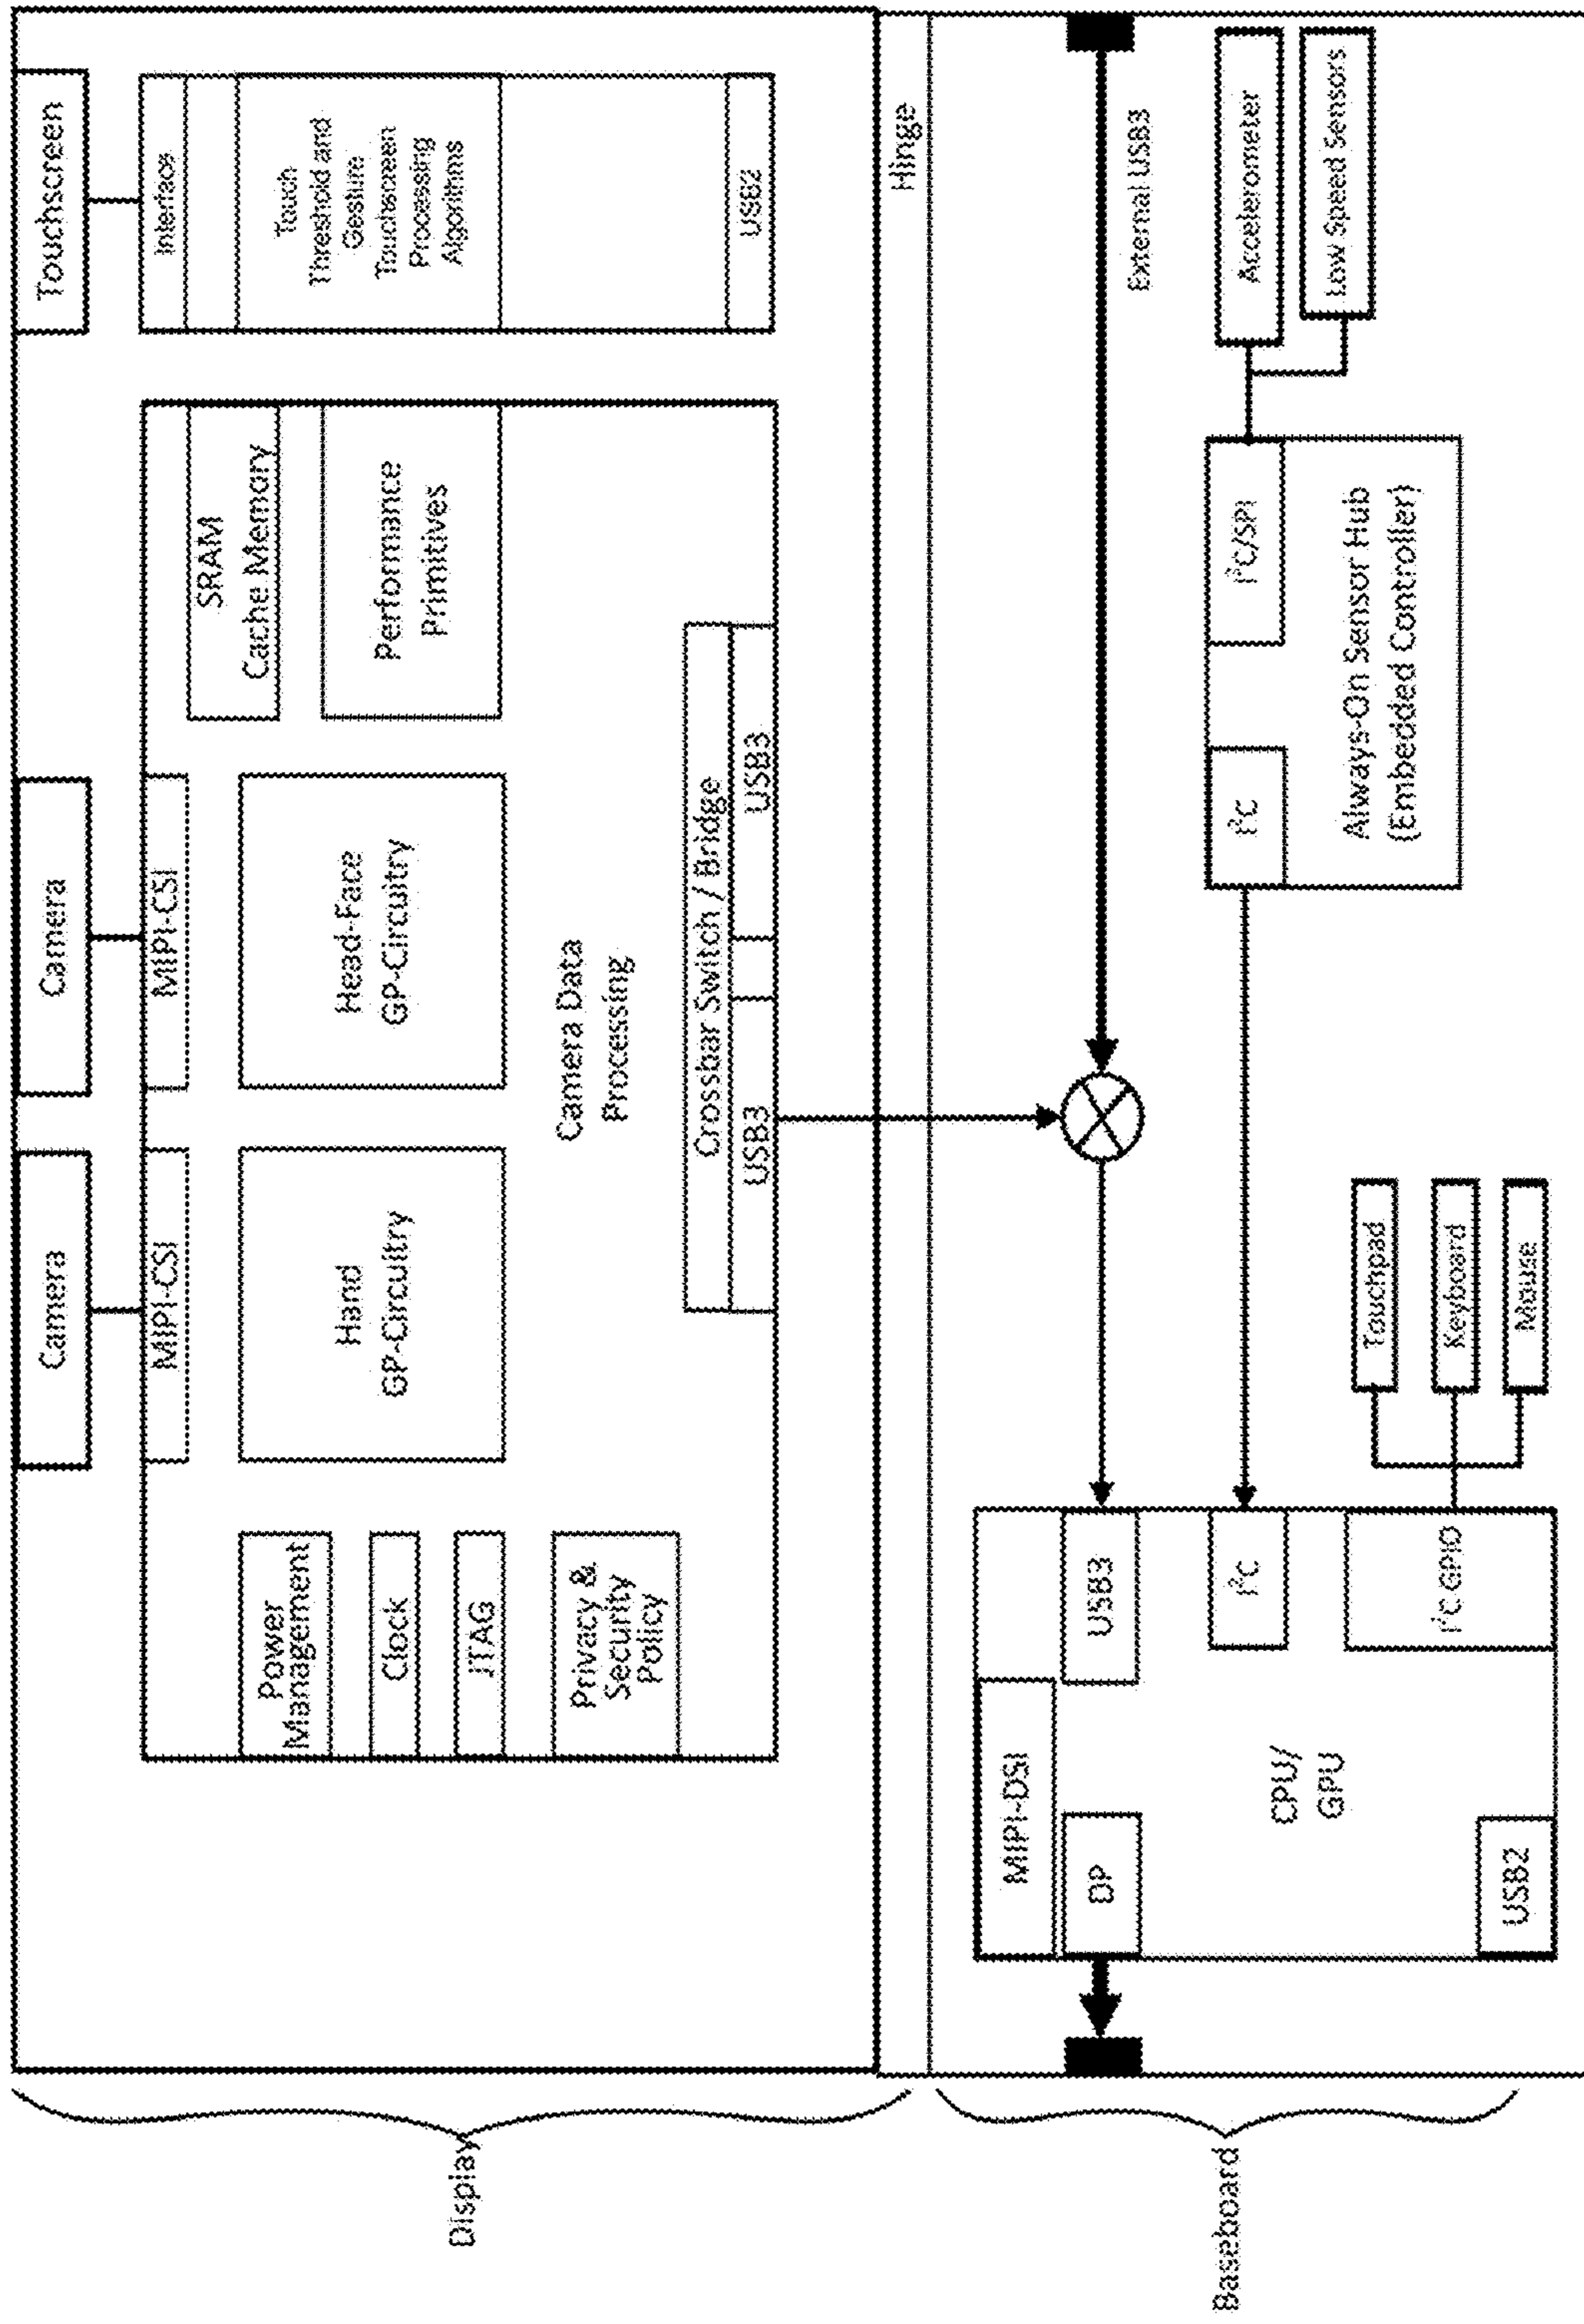 Display
Camera
Camera
Touchscreen
MIPI-CSI
MIPI-CSI
Interface
Power
Management
Clock
JTAG
Privacy &
Security
Policy
Hand
GP-Circuitry
Head-Face
GP-Circuitry
SRAM
Cache Memory
Performance
Primitives
Touch
Threshold and
Gesture
Touchscreen
Processing
Algorithms
Camera Data
Processing
Crossbar Switch / Bridge
USB3
USB3
USB2
Hinge
Baseboard
MIPI-DSI
DP
USB3
External USB3
I²C
I²C
I²C/SPI
Accelerometer
Low Speed Sensors
CPU/
GPU
Always-On Sensor Hub
(Embedded Controller)
I²C GPIO
Touchpad
Keyboard
Mouse
USB2